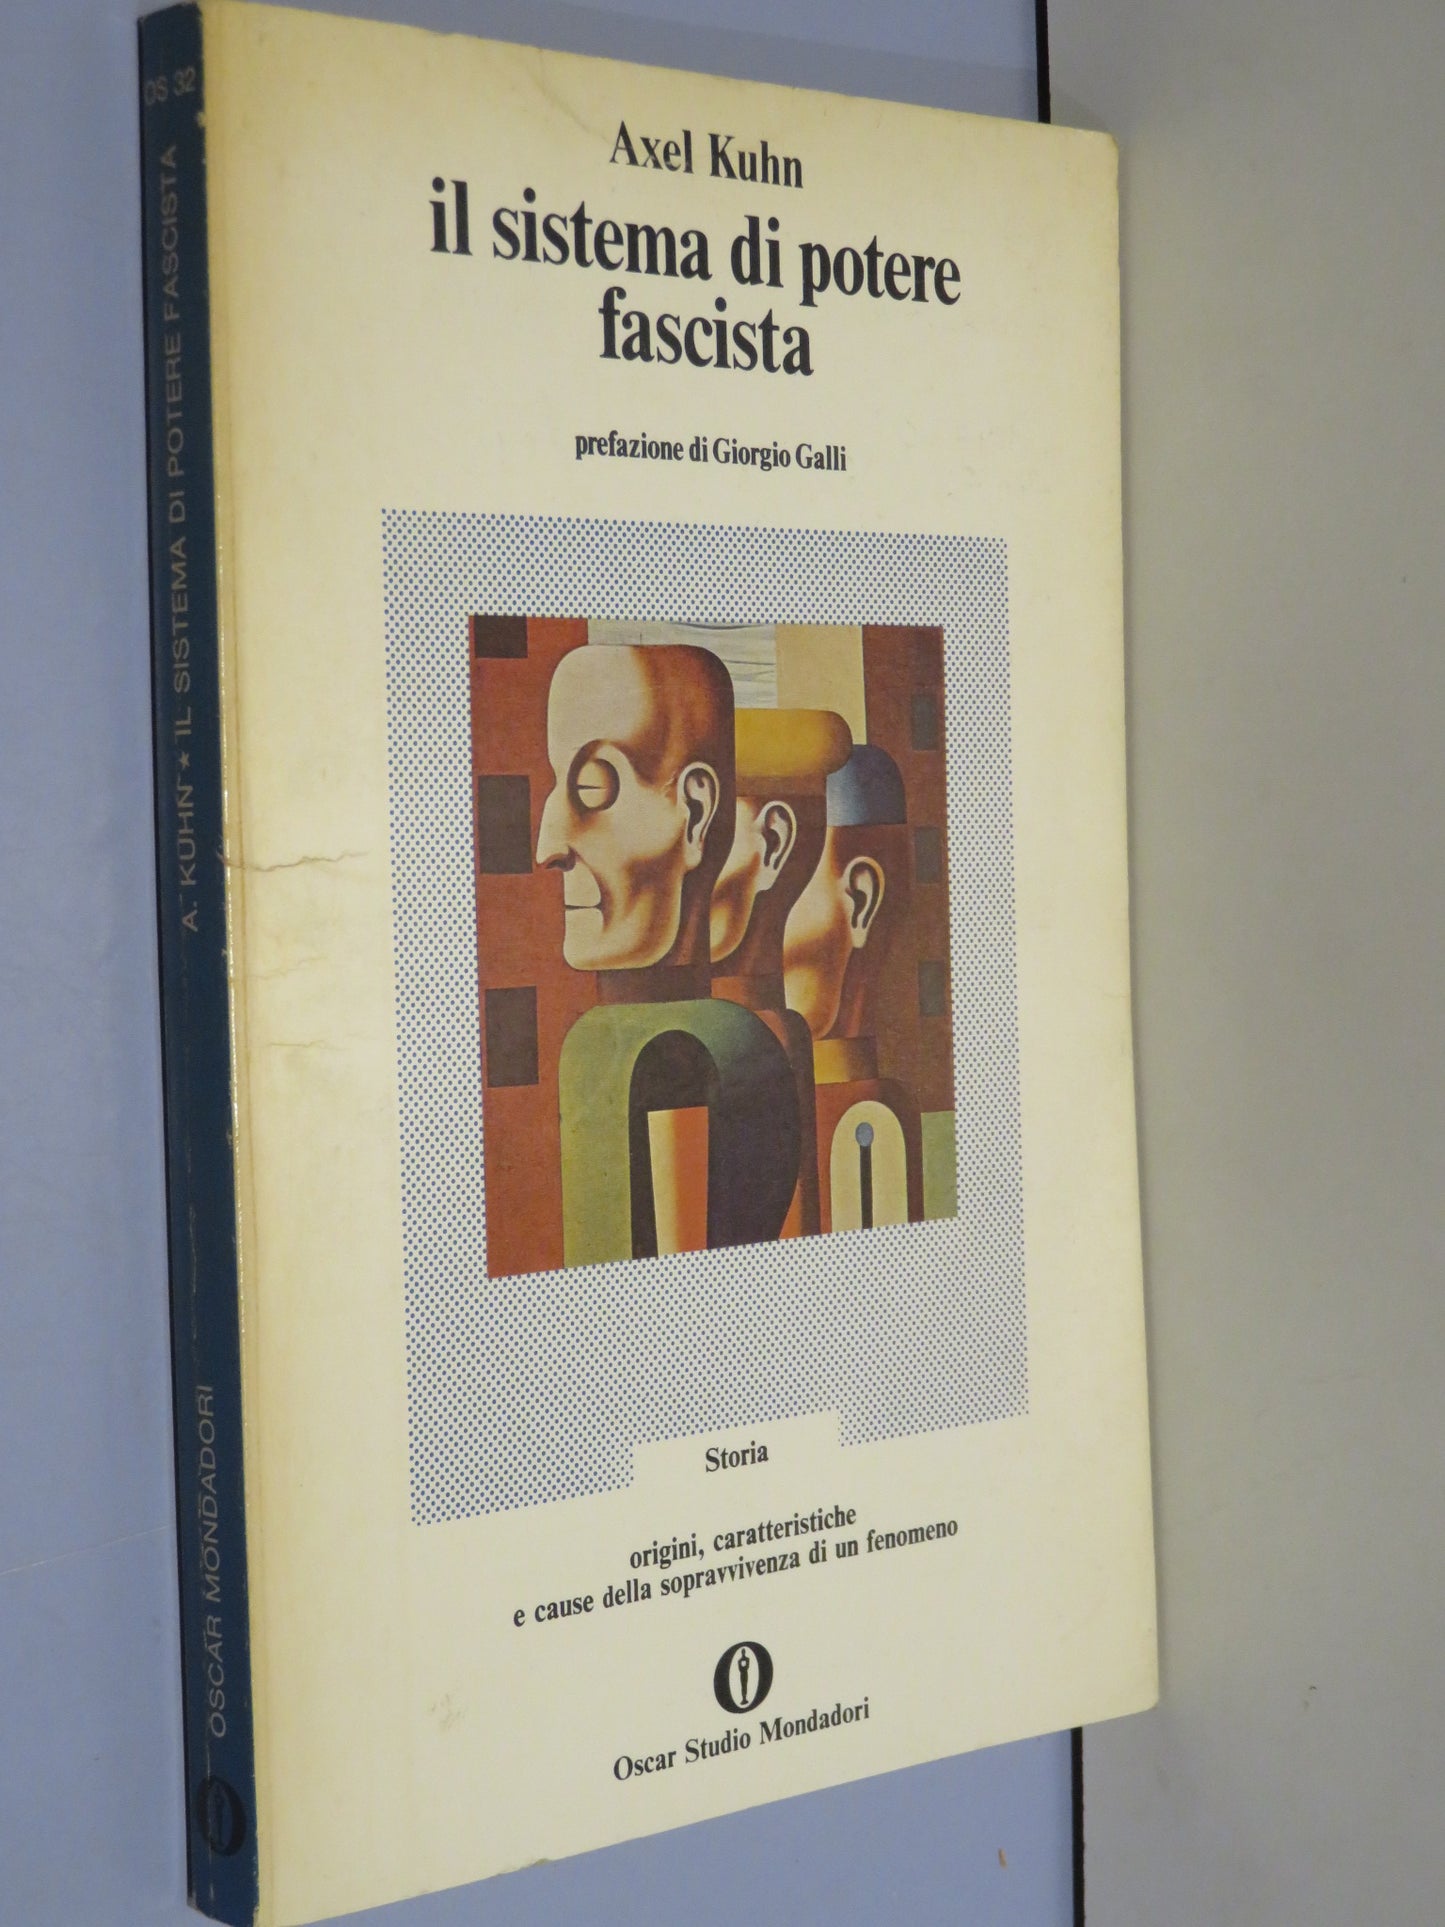 Axel Kuhn
il sistema di potere
fascista
prefazione di Giorgio Galli
Storia
origini, caratteristiche
e cause della sopravvivenza di un fenomeno
Oscar Studio Mondadori
OS 32
A. KUHN ★ IL SISTEMA DI POTERE FASCISTA
OSCAR MONDADORI